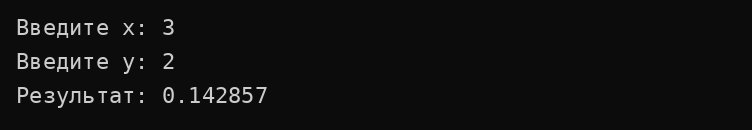 Введите x: 3
Введите y: 2
Результат: 0.142857